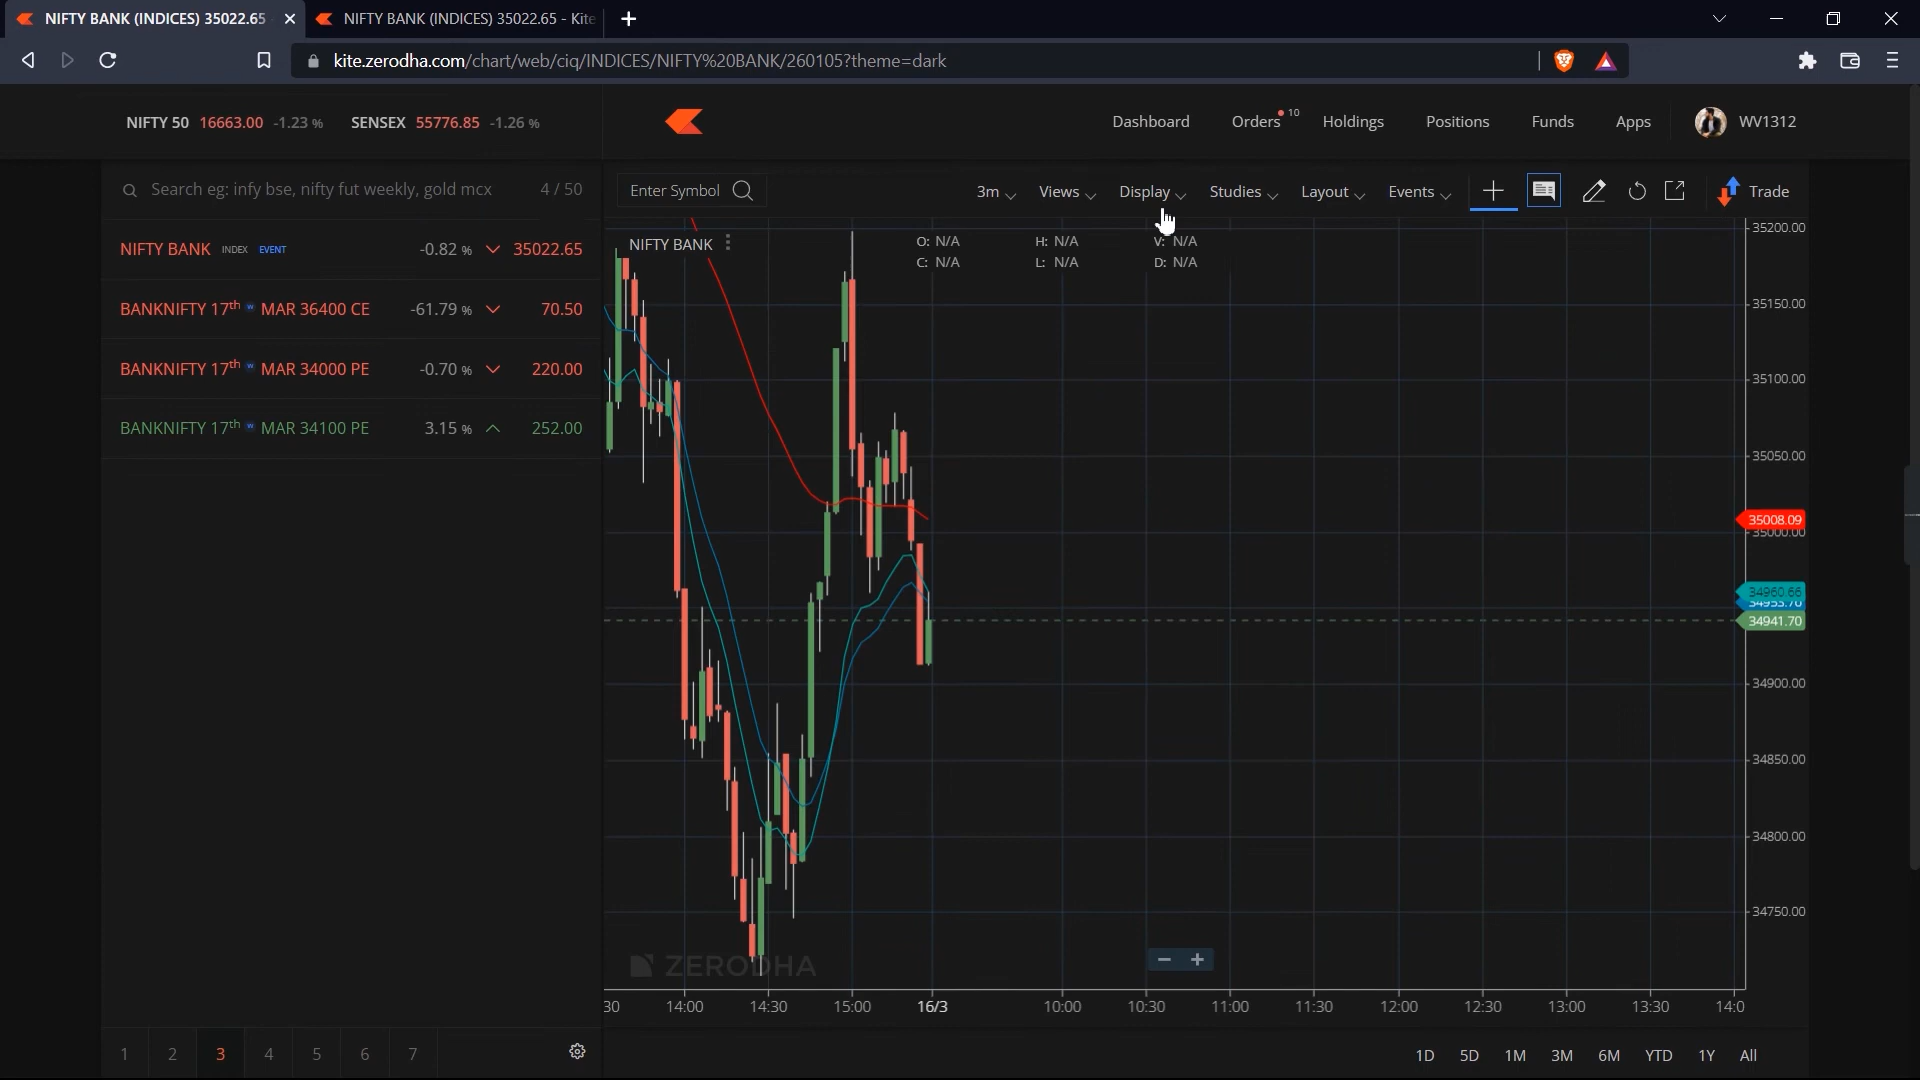 NIFTY BANK (INDICES) 35022.65
NIFTY BANK (INDICES) 35022.65 - Kite
kite.zerodha.com/chart/web/ciq/INDICES/NIFTY%20BANK/260105?theme=dark
NIFTY 50 16663.00 -1.23 % SENSEX 55776.85 -1.26 %
Dashboard Orders 10 Holdings Positions Funds Apps WV1312
Search eg: infy bse, nifty fut weekly, gold mcx 4 / 50
Enter Symbol 3m Views Display Studies Layout Events Trade
NIFTY BANK INDEX EVENT -0.82 % 35022.65
BANKNIFTY 17th w MAR 36400 CE -61.79 % 70.50
BANKNIFTY 17th w MAR 34000 PE -0.70 % 220.00
BANKNIFTY 17th w MAR 34100 PE 3.15 % 252.00
NIFTY BANK
O: N/A H: N/A V: N/A
C: N/A L: N/A D: N/A
35200.00
35150.00
35100.00
35050.00
35008.09
35000.00
34960.66
34953.70
34941.70
34900.00
34850.00
34800.00
34750.00
ZERODHA
30 14:00 14:30 15:00 16/3 10:00 10:30 11:00 11:30 12:00 12:30 13:00 13:30 14:0
1 2 3 4 5 6 7
1D 5D 1M 3M 6M YTD 1Y All